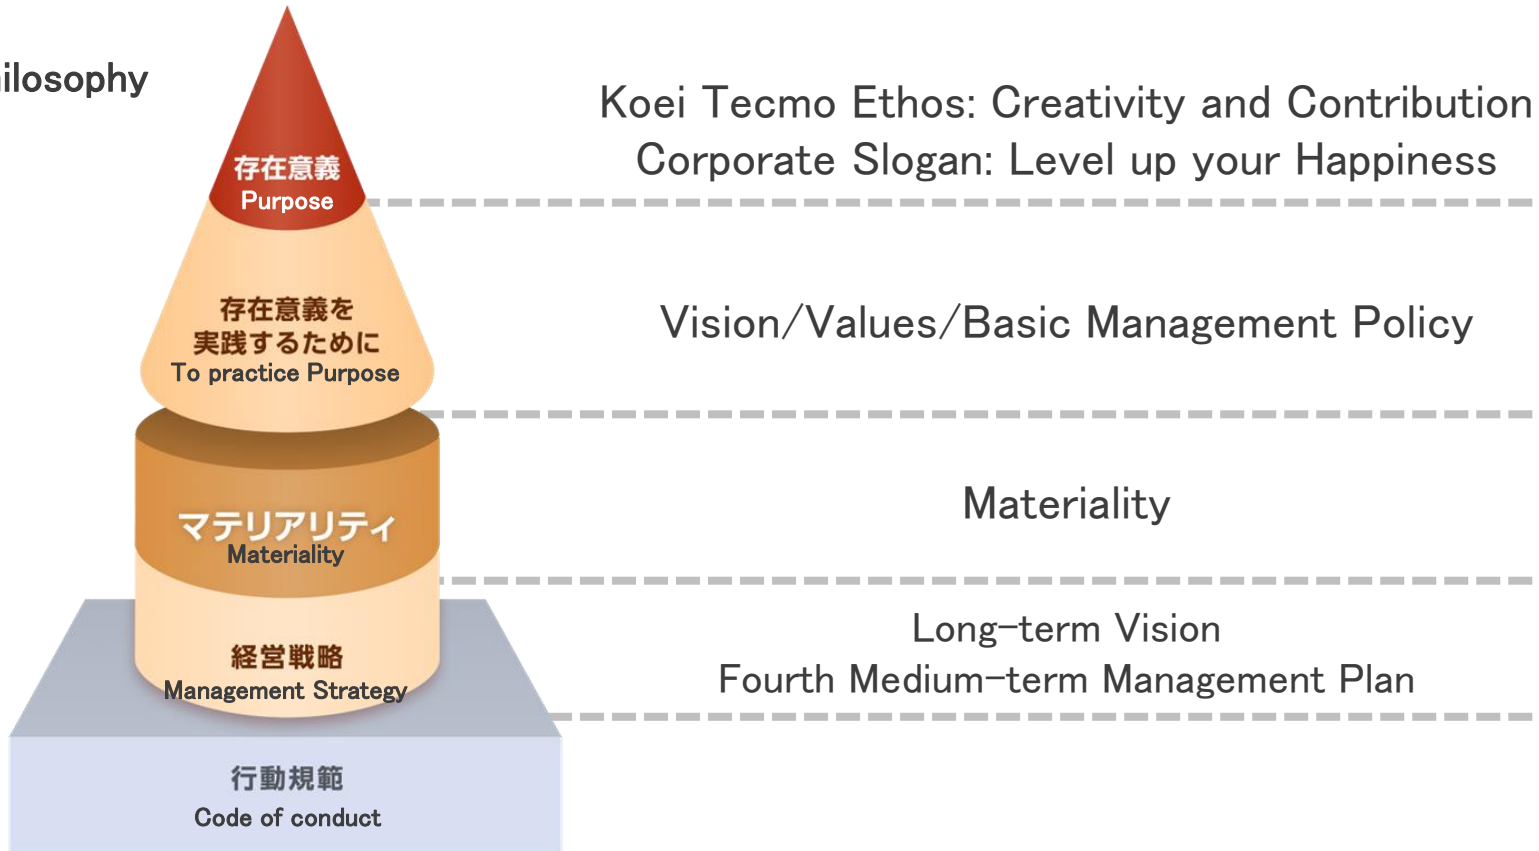 ilosophy
Koei Tecmo Ethos: Creativity and Contribution
Corporate Slogan: Level up your Happiness
存在意義
Purpose
存在意義を
実践するために
To practice Purpose
Vision/Values/Basic Management Policy
マテリアリティ
Materiality
Materiality
経営戦略
Management Strategy
Long-term Vision
Fourth Medium-term Management Plan
行動規範
Code of conduct